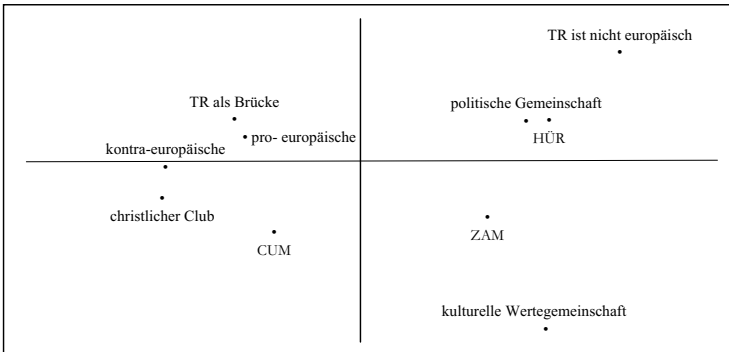 TR ist nicht europäisch
TR als Brücke
politische Gemeinschaft
pro- europäische
HÜR
kontra-europäische
christlicher Club
CUM
ZAM
kulturelle Wertegemeinschaft